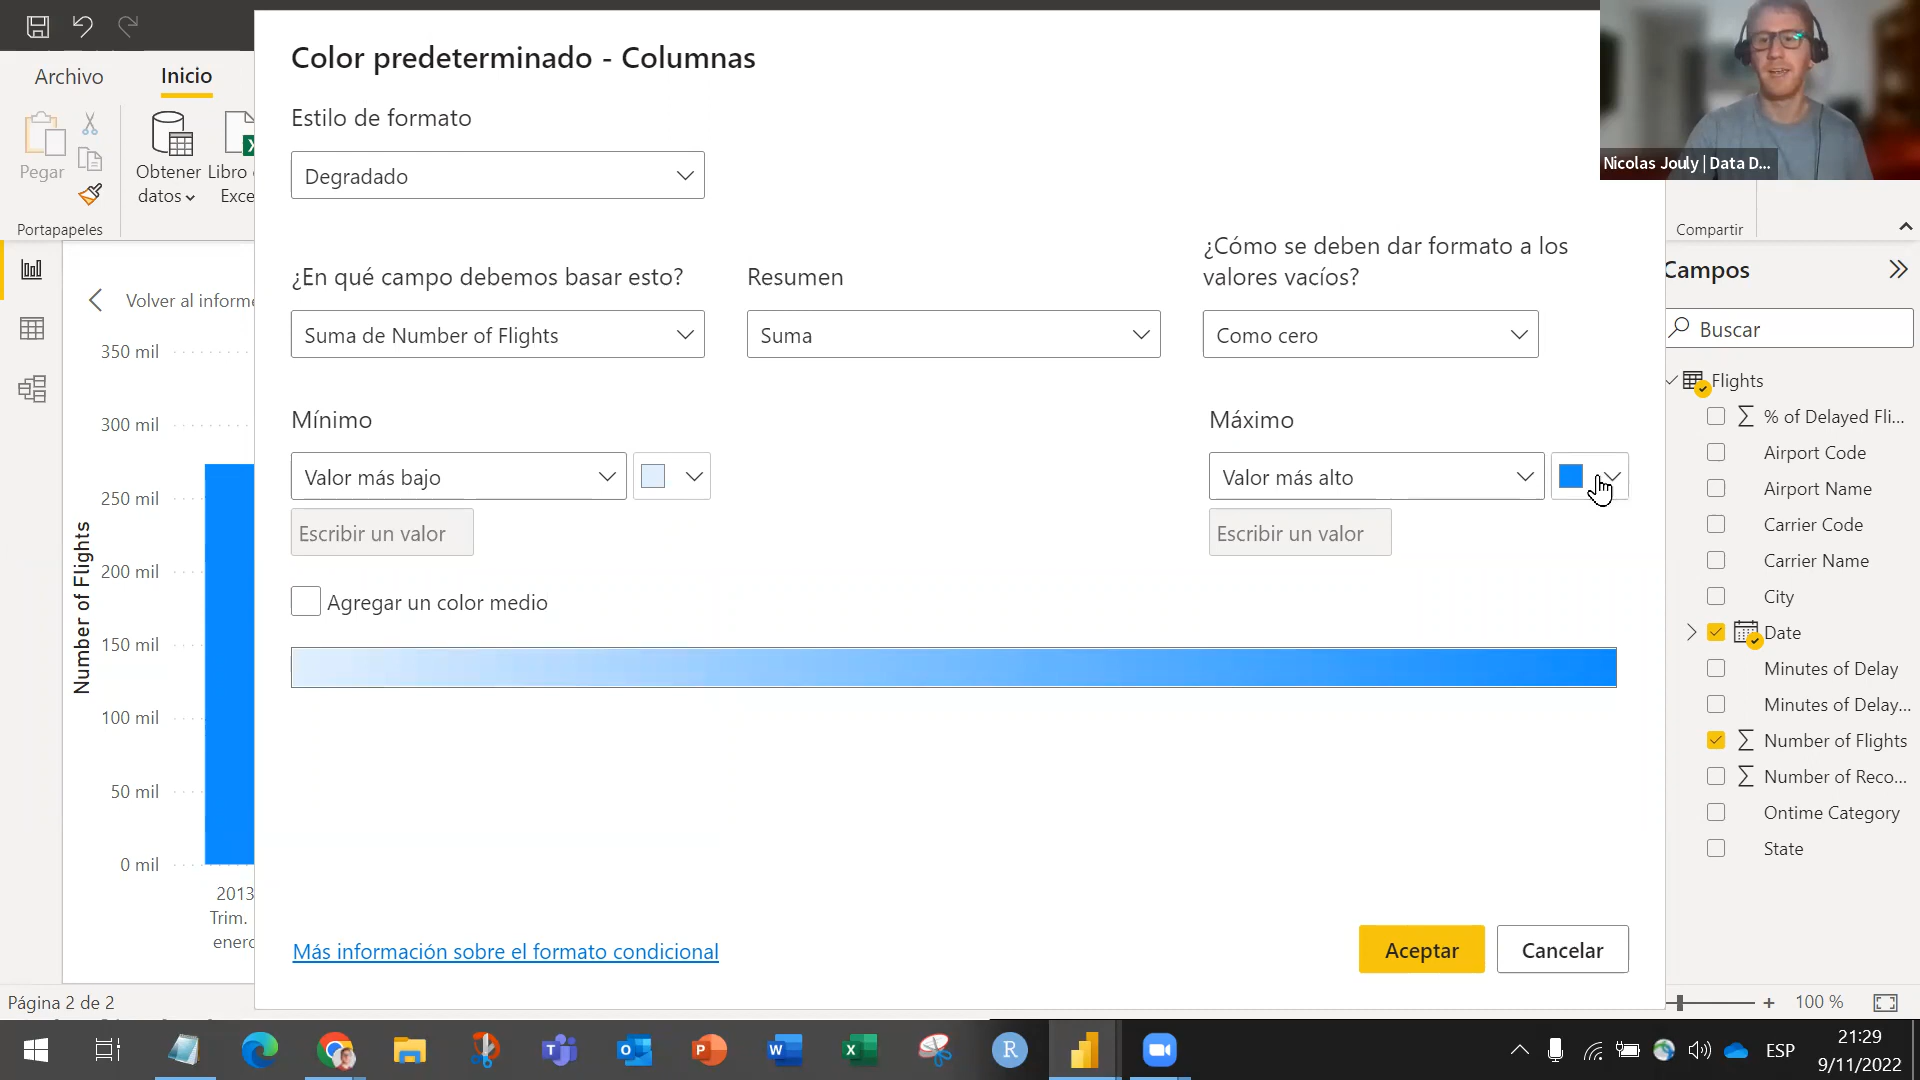 Archivo
Inicio
Pegar
Obtener
datos
Libro
Exce
Portapapeles
Color predeterminado - Columnas
Estilo de formato
Degradado
¿En qué campo debemos basar esto?
Suma de Number of Flights
Resumen
Suma
¿Cómo se deben dar formato a los
valores vacíos?
Como cero
Mínimo
Valor más bajo
Escribir un valor
Máximo
Valor más alto
Escribir un valor
Agregar un color medio
Más información sobre el formato condicional
Aceptar
Cancelar
Nicolas Jouly | Data D...
Compartir
Campos
Buscar
Flights
% of Delayed Fli...
Airport Code
Airport Name
Carrier Code
Carrier Name
City
Date
Minutes of Delay
Minutes of Delay...
Number of Flights
Number of Reco...
Ontime Category
State
Volver al informe
350 mil
300 mil
250 mil
200 mil
150 mil
100 mil
50 mil
0 mil
Number of Flights
2013
Trim.
enero
Página 2 de 2
100 %
ESP
21:29
9/11/2022